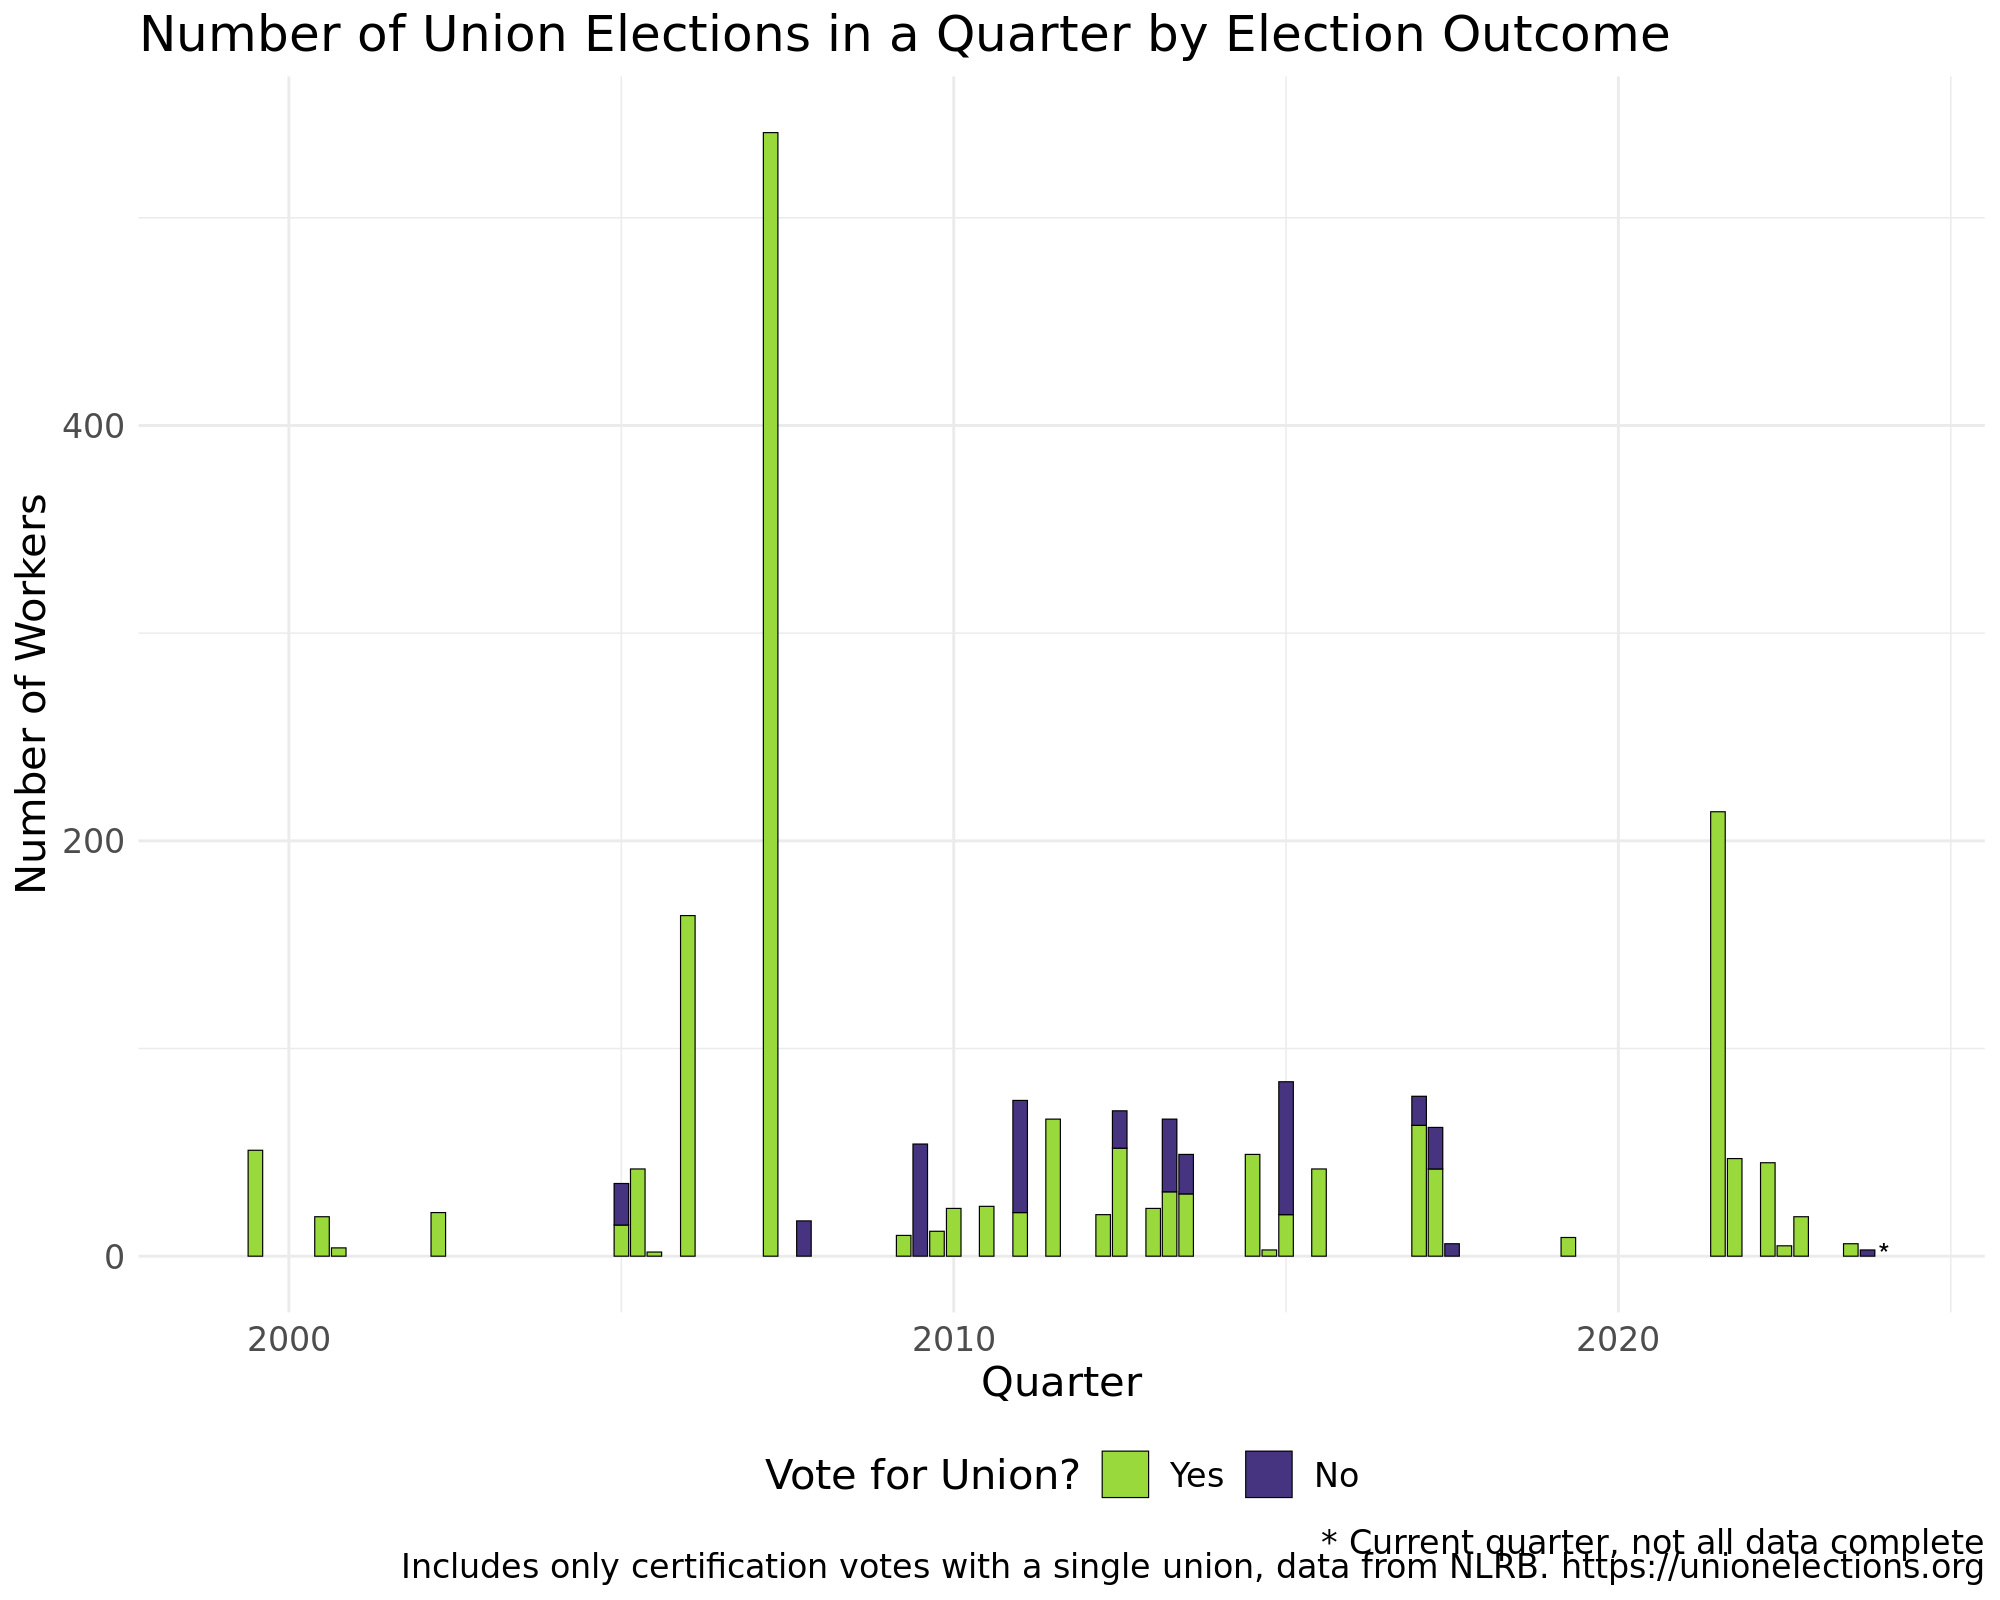 Number of Union Elections in a Quarter by Election Outcome
Number of Workers
400
200
0
*
2000
2010
2020
Quarter
Vote for Union?
Yes
No
* Current quarter, not all data complete
Includes only certification votes with a single union, data from NLRB. https://unionelections.org